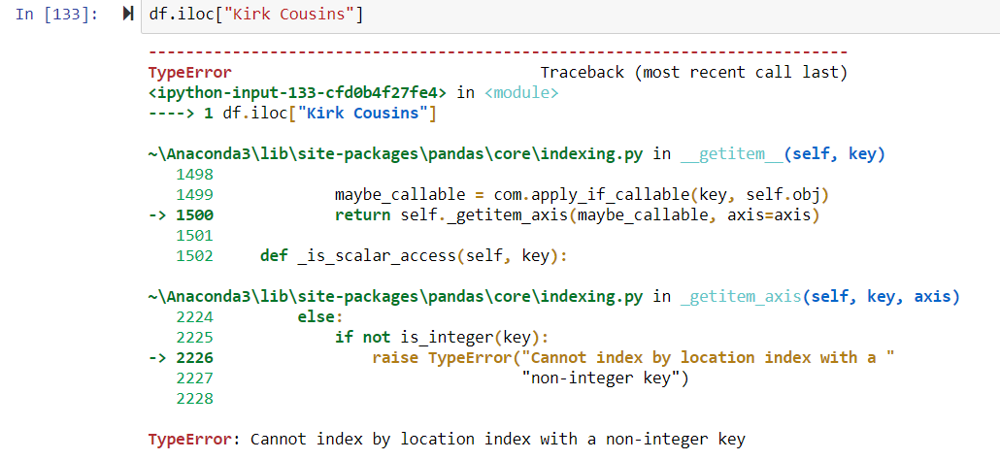 In [133]: df.iloc["Kirk Cousins"]
---------------------------------------------------------------------------
TypeError                                 Traceback (most recent call last)
<ipython-input-133-cfd0b4f27fe4> in <module>
----> 1 df.iloc["Kirk Cousins"]
~\Anaconda3\lib\site-packages\pandas\core\indexing.py in __getitem__(self, key)
   1498
   1499             maybe_callable = com.apply_if_callable(key, self.obj)
-> 1500             return self._getitem_axis(maybe_callable, axis=axis)
   1501
   1502     def _is_scalar_access(self, key):
~\Anaconda3\lib\site-packages\pandas\core\indexing.py in _getitem_axis(self, key, axis)
   2224         else:
   2225             if not is_integer(key):
-> 2226                 raise TypeError("Cannot index by location index with a "
   2227                                 "non-integer key")
   2228
TypeError: Cannot index by location index with a non-integer key